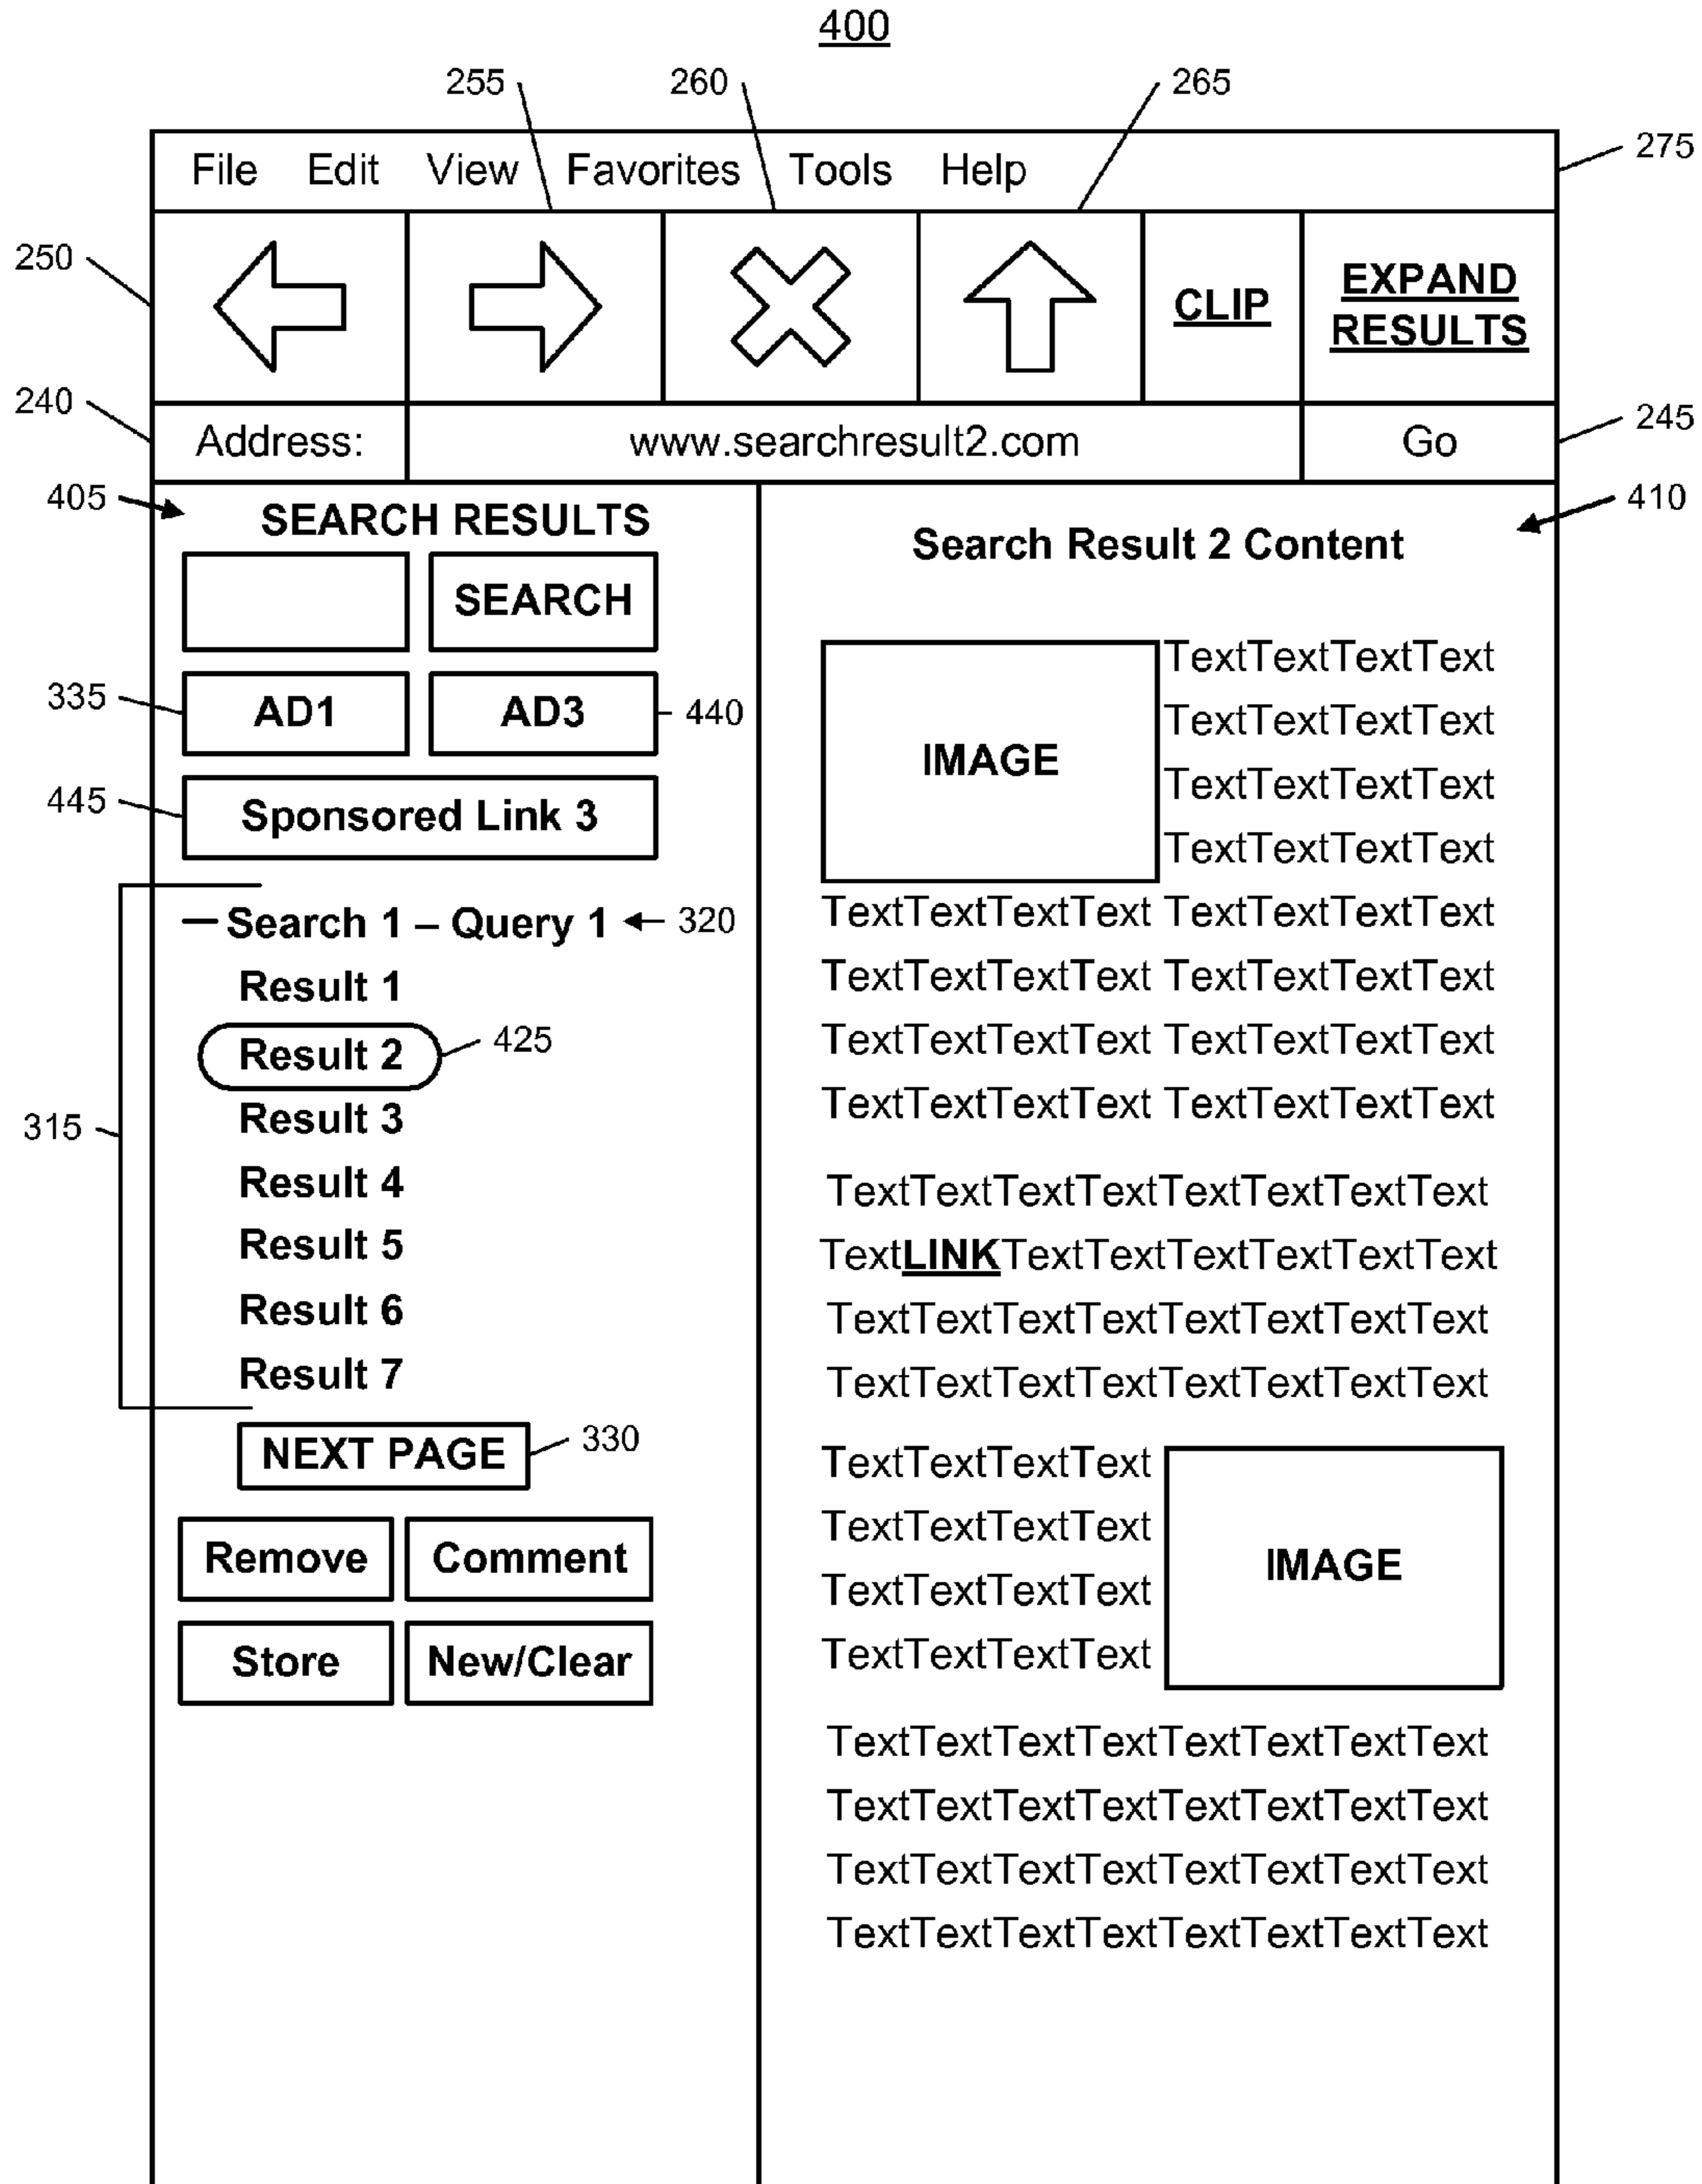 400
255 260 265
275
File Edit View Favorites Tools Help
250
CLIP
EXPAND
RESULTS
240
Address: www.searchresult2.com Go
245
405
SEARCH RESULTS
SEARCH
335
AD1 AD3
440
445
Sponsored Link 3
— Search 1 – Query 1
320
Result 1
Result 2
425
Result 3
315
Result 4
Result 5
Result 6
Result 7
NEXT PAGE
330
Remove Comment
Store New/Clear
410
Search Result 2 Content
IMAGE
TextTextTextText
TextTextTextText
TextTextTextText
TextTextTextText
TextTextTextText TextTextTextText
TextTextTextText TextTextTextText
TextTextTextText TextTextTextText
TextTextTextText TextTextTextText
TextTextTextTextTextTextTextText
TextLINKTextTextTextTextTextText
TextTextTextTextTextTextTextText
TextTextTextTextTextTextTextText
TextTextTextText
TextTextTextText
TextTextTextText
TextTextTextText
IMAGE
TextTextTextTextTextTextTextText
TextTextTextTextTextTextTextText
TextTextTextTextTextTextTextText
TextTextTextTextTextTextTextText